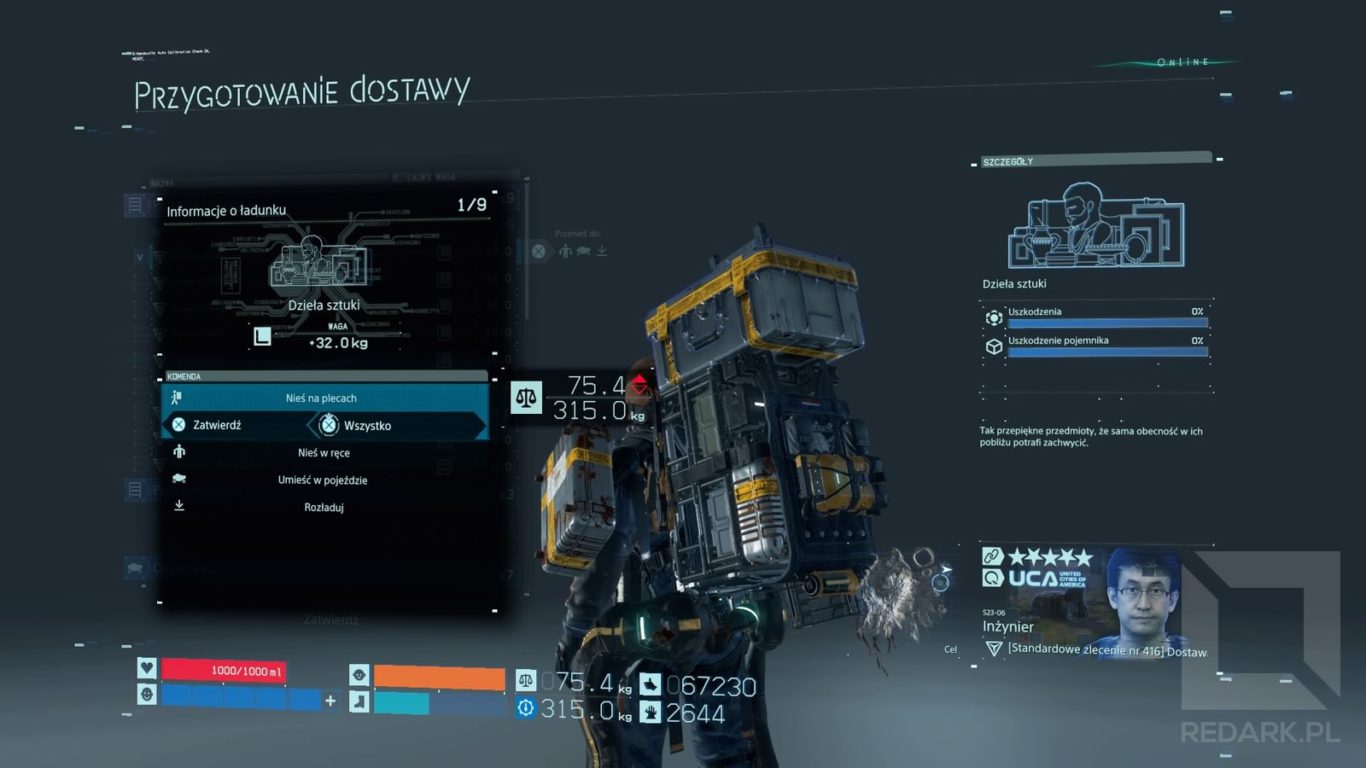 Przygotowanie dostawy
Online
Informacje o ładunku
1/9
Dzieła sztuki
L
WAGA
+32.0kg
KOMENDA
Nieś na plecach
Zatwierdź
Wszystko
Nieś w ręce
Umieść w pojeździe
Rozładuj
Zatwierdź
Przenieś do:
75.4
315.0 kg
SZCZEGÓŁY
Dzieła sztuki
Uszkodzenia 0%
Uszkodzenie pojemnika 0%
Tak przepiękne przedmioty, że sama obecność w ich
pobliżu potrafi zachwycić.
UCA UNITED CITIES OF AMERICA
S23-06
Inżynier
[Standardowe zlecenie nr 416] Dostaw
Cel
1000/1000 ml
075.4 kg
067230
315.0 kg
2644
REDARK.PL